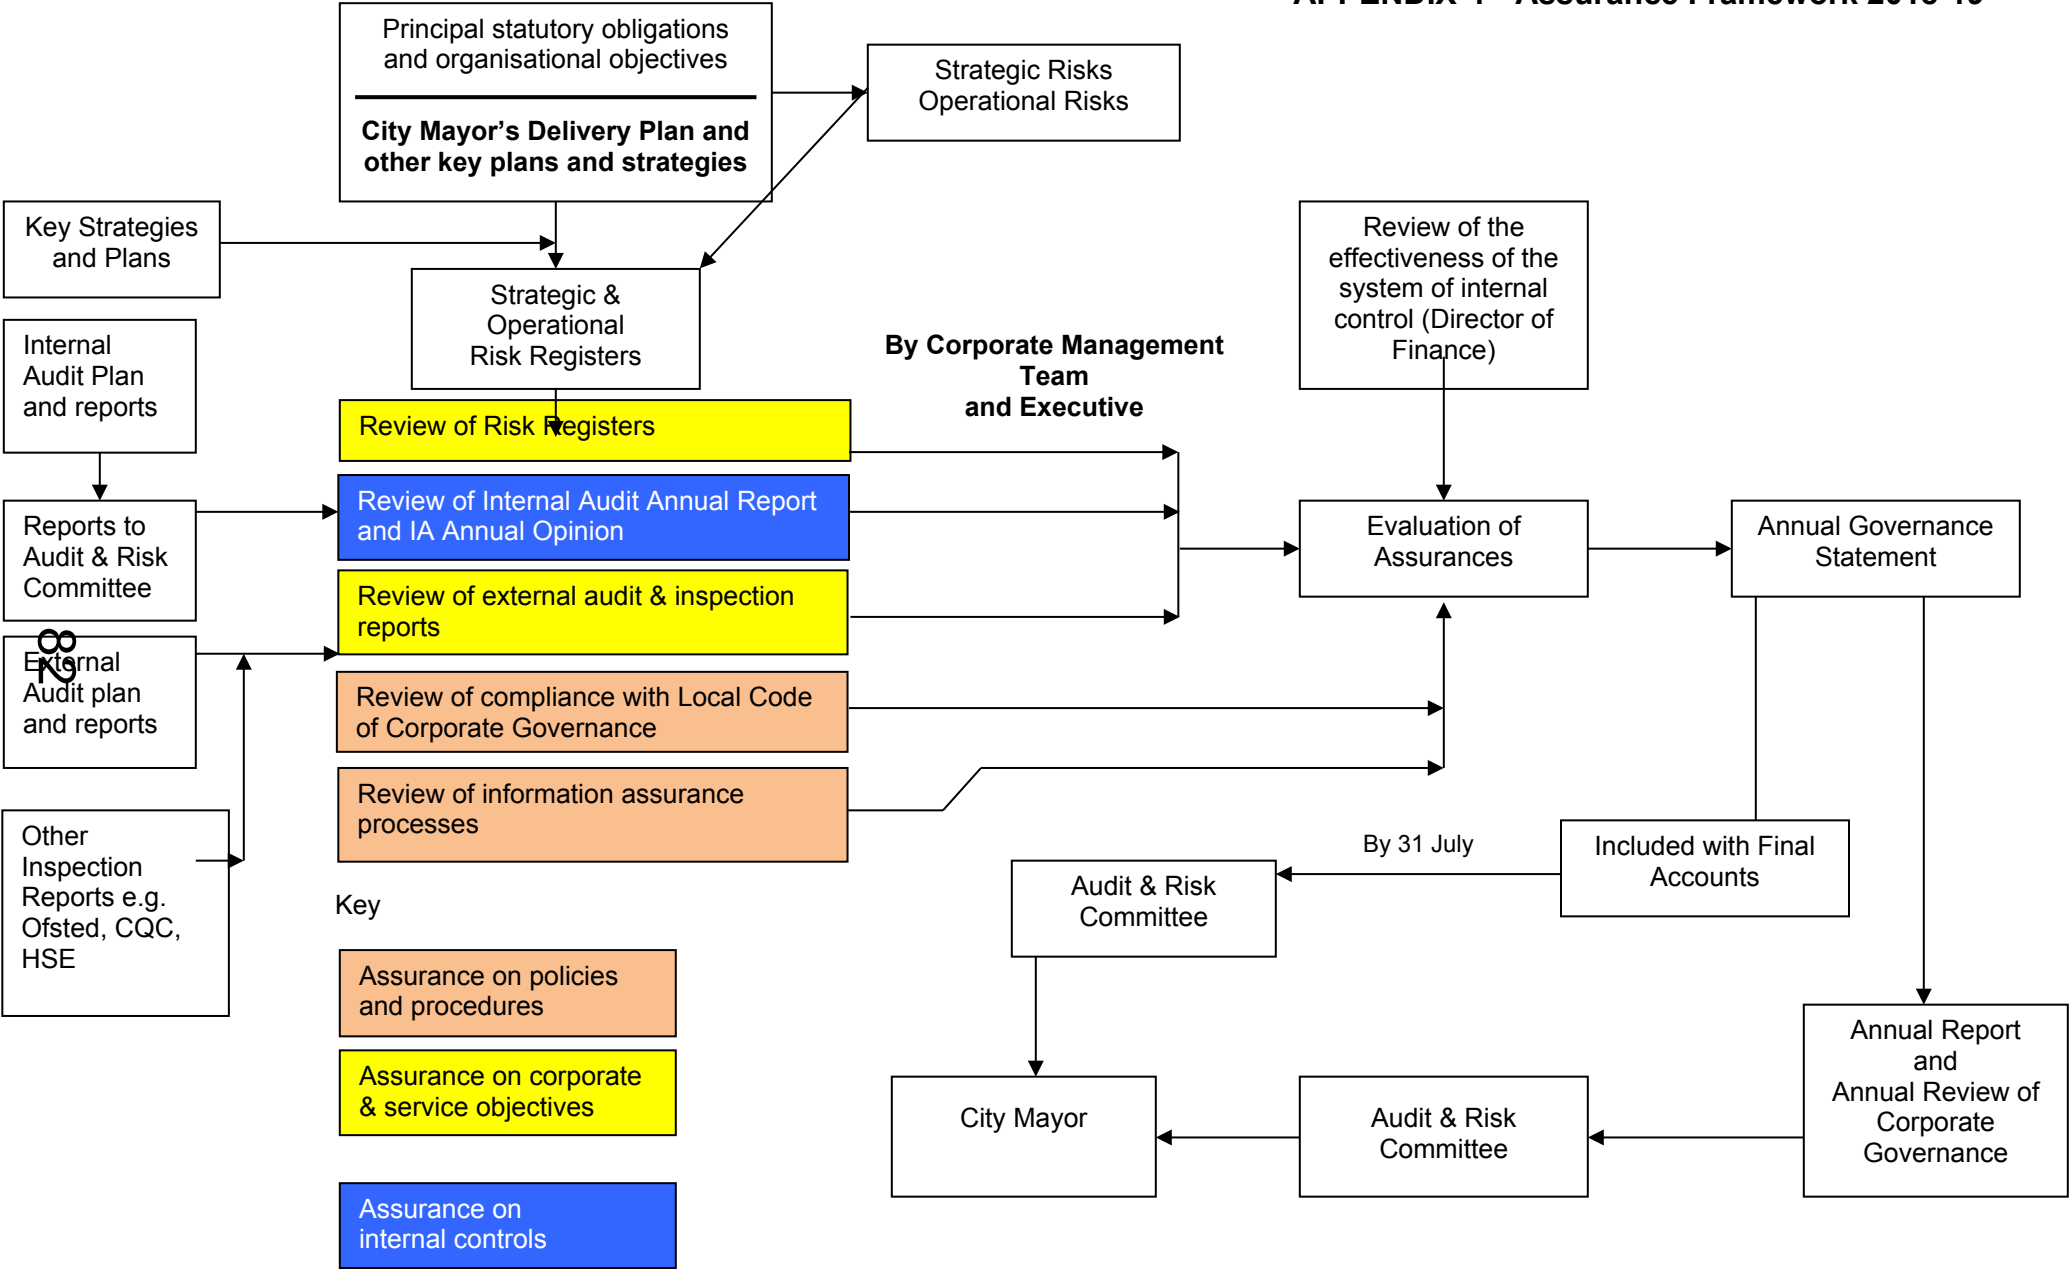 Principal statutory obligations
and organisational objectives
City Mayor’s Delivery Plan and
other key plans and strategies
Strategic Risks
Operational Risks
Key Strategies
and Plans
Strategic &
Operational
Risk Registers
Review of the
effectiveness of the
system of internal
control (Director of
Finance)
Internal
Audit Plan
and reports
By Corporate Management
Team
and Executive
Review of Risk Registers
Review of Internal Audit Annual Report
and IA Annual Opinion
Reports to
Audit & Risk
Committee
Evaluation of
Assurances
Annual Governance
Statement
Review of external audit & inspection
reports
82
External
Audit plan
and reports
Review of compliance with Local Code
of Corporate Governance
Review of information assurance
processes
Other
Inspection
Reports e.g.
Ofsted, CQC,
HSE
By 31 July
Included with Final
Accounts
Audit & Risk
Committee
Key
Assurance on policies
and procedures
Assurance on corporate
& service objectives
Assurance on
internal controls
City Mayor
Audit & Risk
Committee
Annual Report
and
Annual Review of
Corporate
Governance